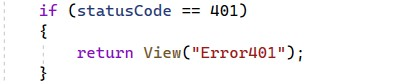 if (statusCode == 401)
{
    return View("Error401");
}